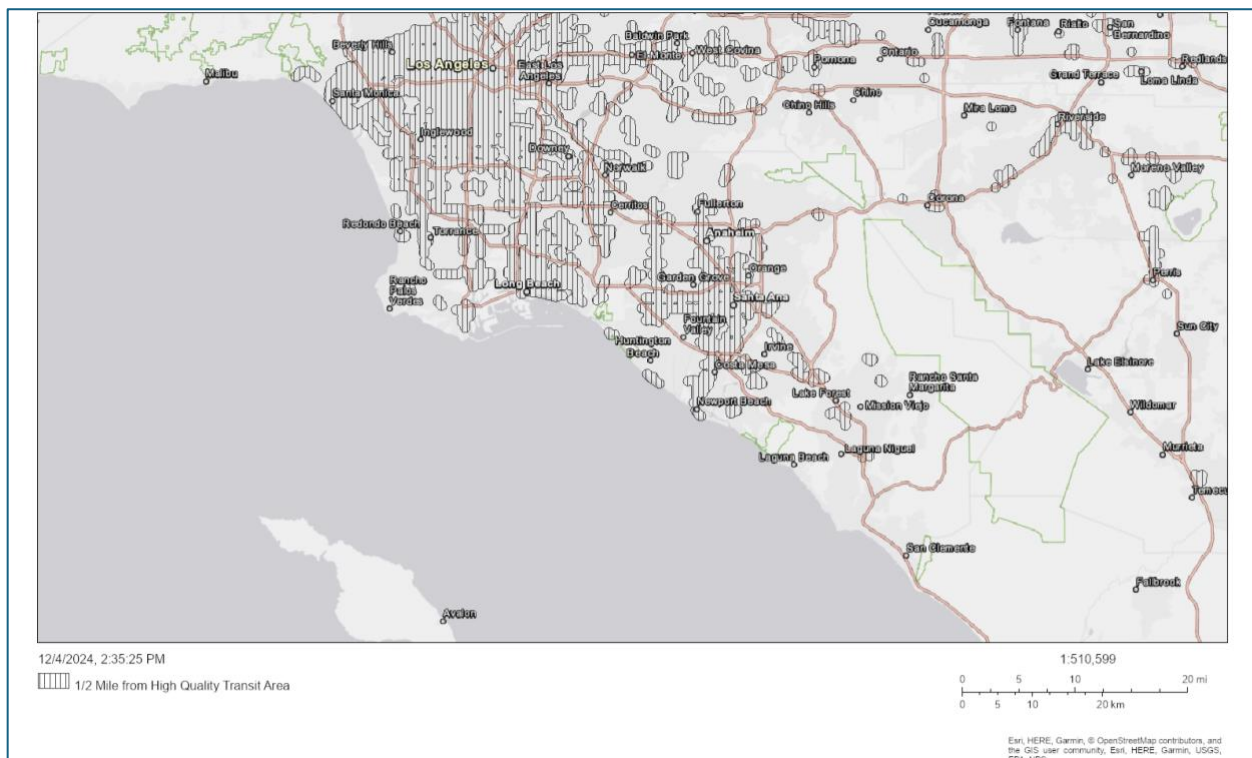 Cucamonga
Fontana
Rialto
San
Bernardino
Beverly Hills
Baldwin Park
West Covina
El Monte
Ontario
Pomona
Redlands
Los Angeles
East Los
Angeles
Malibu
Grand Terrace
Loma Linda
Santa Monica
Chino
Chino Hills
Mira Loma
Riverside
Inglewood
Downey
Norwalk
Moreno Valley
Cerritos
Fullerton
Corona
Redondo Beach
Torrance
Anaheim
Orange
Garden Grove
Perris
Rancho
Palos
Verdes
Long Beach
Santa Ana
Fountain
Valley
Sun City
Huntington
Beach
Irvine
Costa Mesa
Lake Elsinore
Rancho Santa
Margarita
Lake Forest
Mission Viejo
Newport Beach
Wildomar
Laguna Beach
Laguna Niguel
Murrieta
Temecu
San Clemente
Fallbrook
Avalon
12/4/2024, 2:35:25 PM
1:510,599
1/2 Mile from High Quality Transit Area
0 5 10 20 mi
0 5 10 20 km
Esri, HERE, Garmin, © OpenStreetMap contributors, and
the GIS user community, Esri, HERE, Garmin, USGS,